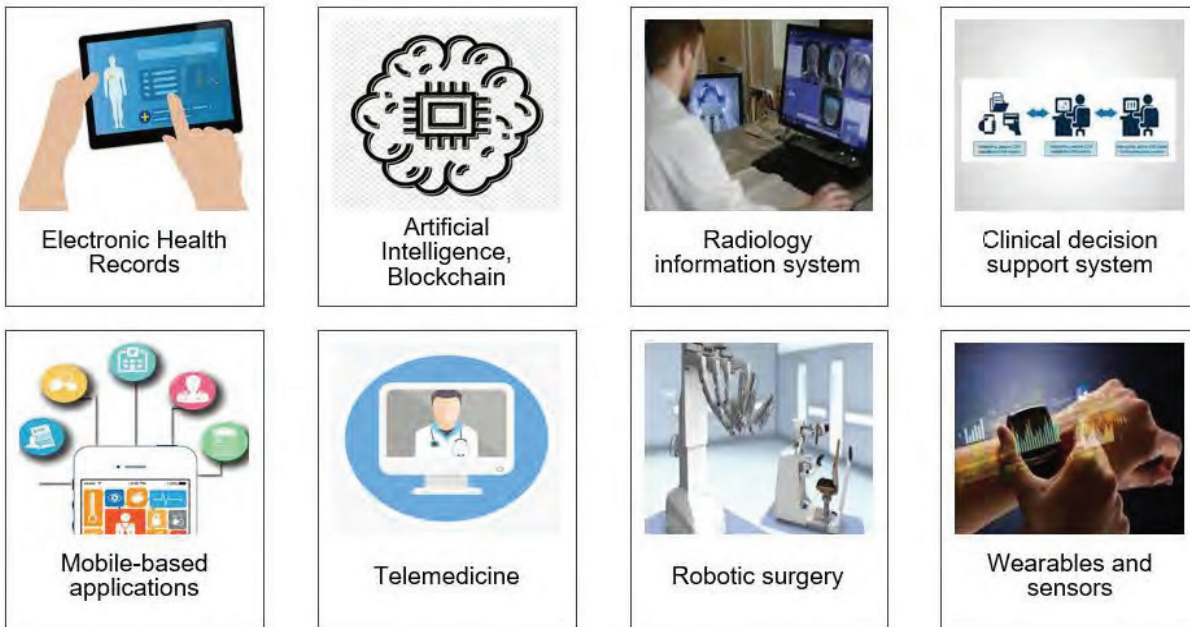 Electronic Health
Records
Artificial
Intelligence,
Blockchain
Radiology
information system
Clinical decision
support system
Mobile-based
applications
Telemedicine
Robotic surgery
Wearables and
sensors